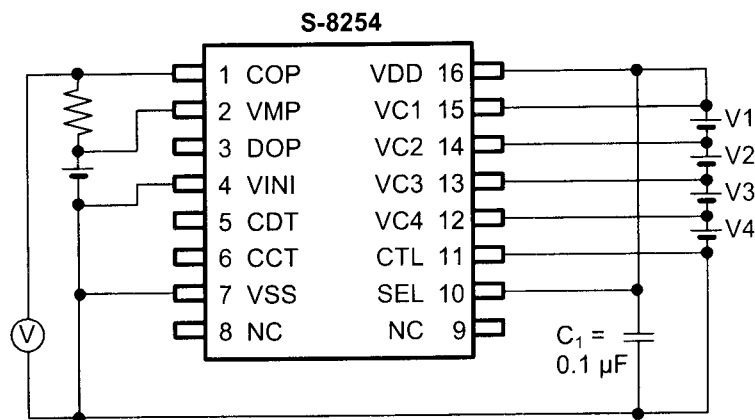 S-8254
1 COP VDD 16
2 VMP VC1 15
3 DOP VC2 14
4 VINI VC3 13
5 CDT VC4 12
6 CCT CTL 11
7 VSS SEL 10
8 NC NC 9
V1
V2
V3
V4
V
C₁ =
0.1 µF